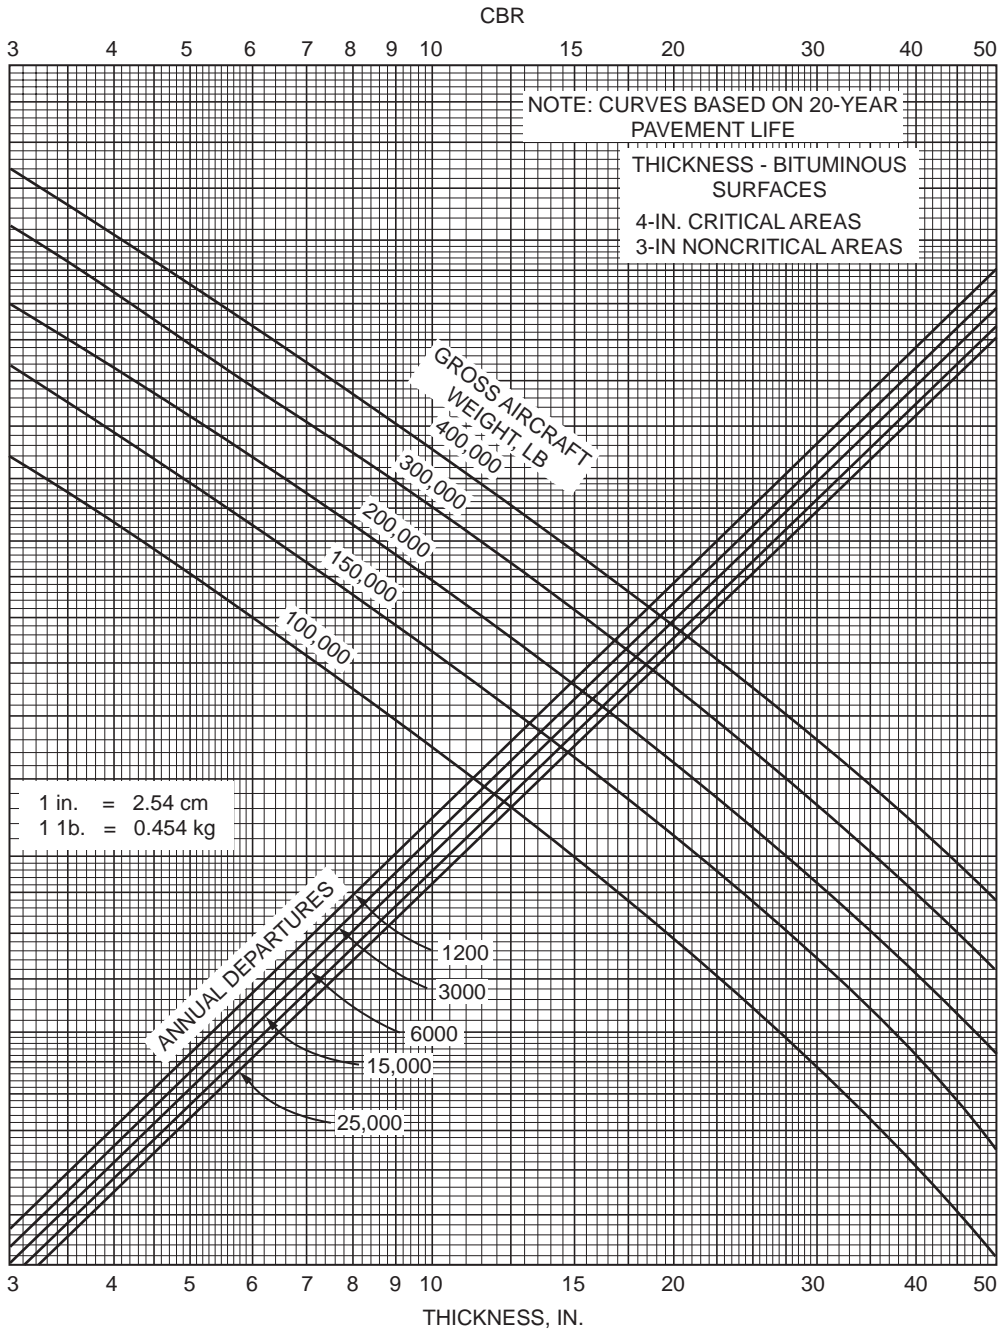 CBR
3 4 5 6 7 8 9 10 15 20 30 40 50
NOTE: CURVES BASED ON 20-YEAR
PAVEMENT LIFE
THICKNESS - BITUMINOUS
SURFACES
4-IN. CRITICAL AREAS
3-IN NONCRITICAL AREAS
GROSS AIRCRAFT
WEIGHT, LB
400,000
300,000
200,000
150,000
100,000
1 in. = 2.54 cm
1 1b. = 0.454 kg
ANNUAL DEPARTURES
1200
3000
6000
15,000
25,000
3 4 5 6 7 8 9 10 15 20 30 40 50
THICKNESS, IN.